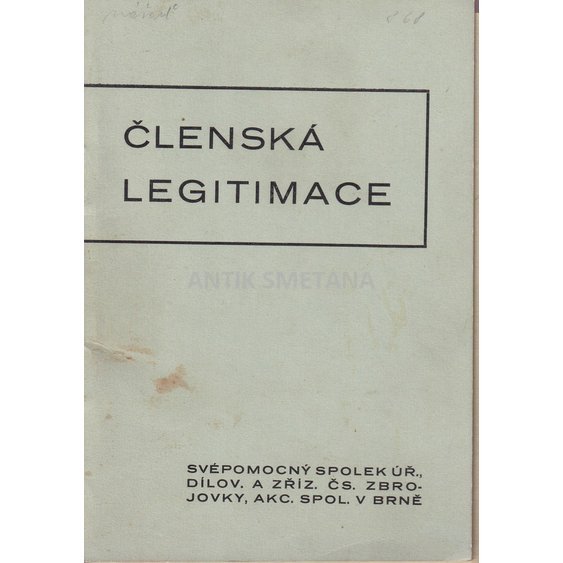 ČLENSKÁ
LEGITIMACE
ANTIK SMETANA
SVÉPOMOCNÝ SPOLEK ÚŘ.,
DÍLOV. A ZŘÍZ. ČS. ZBRO-
JOVKY, AKC. SPOL. V BRNĚ